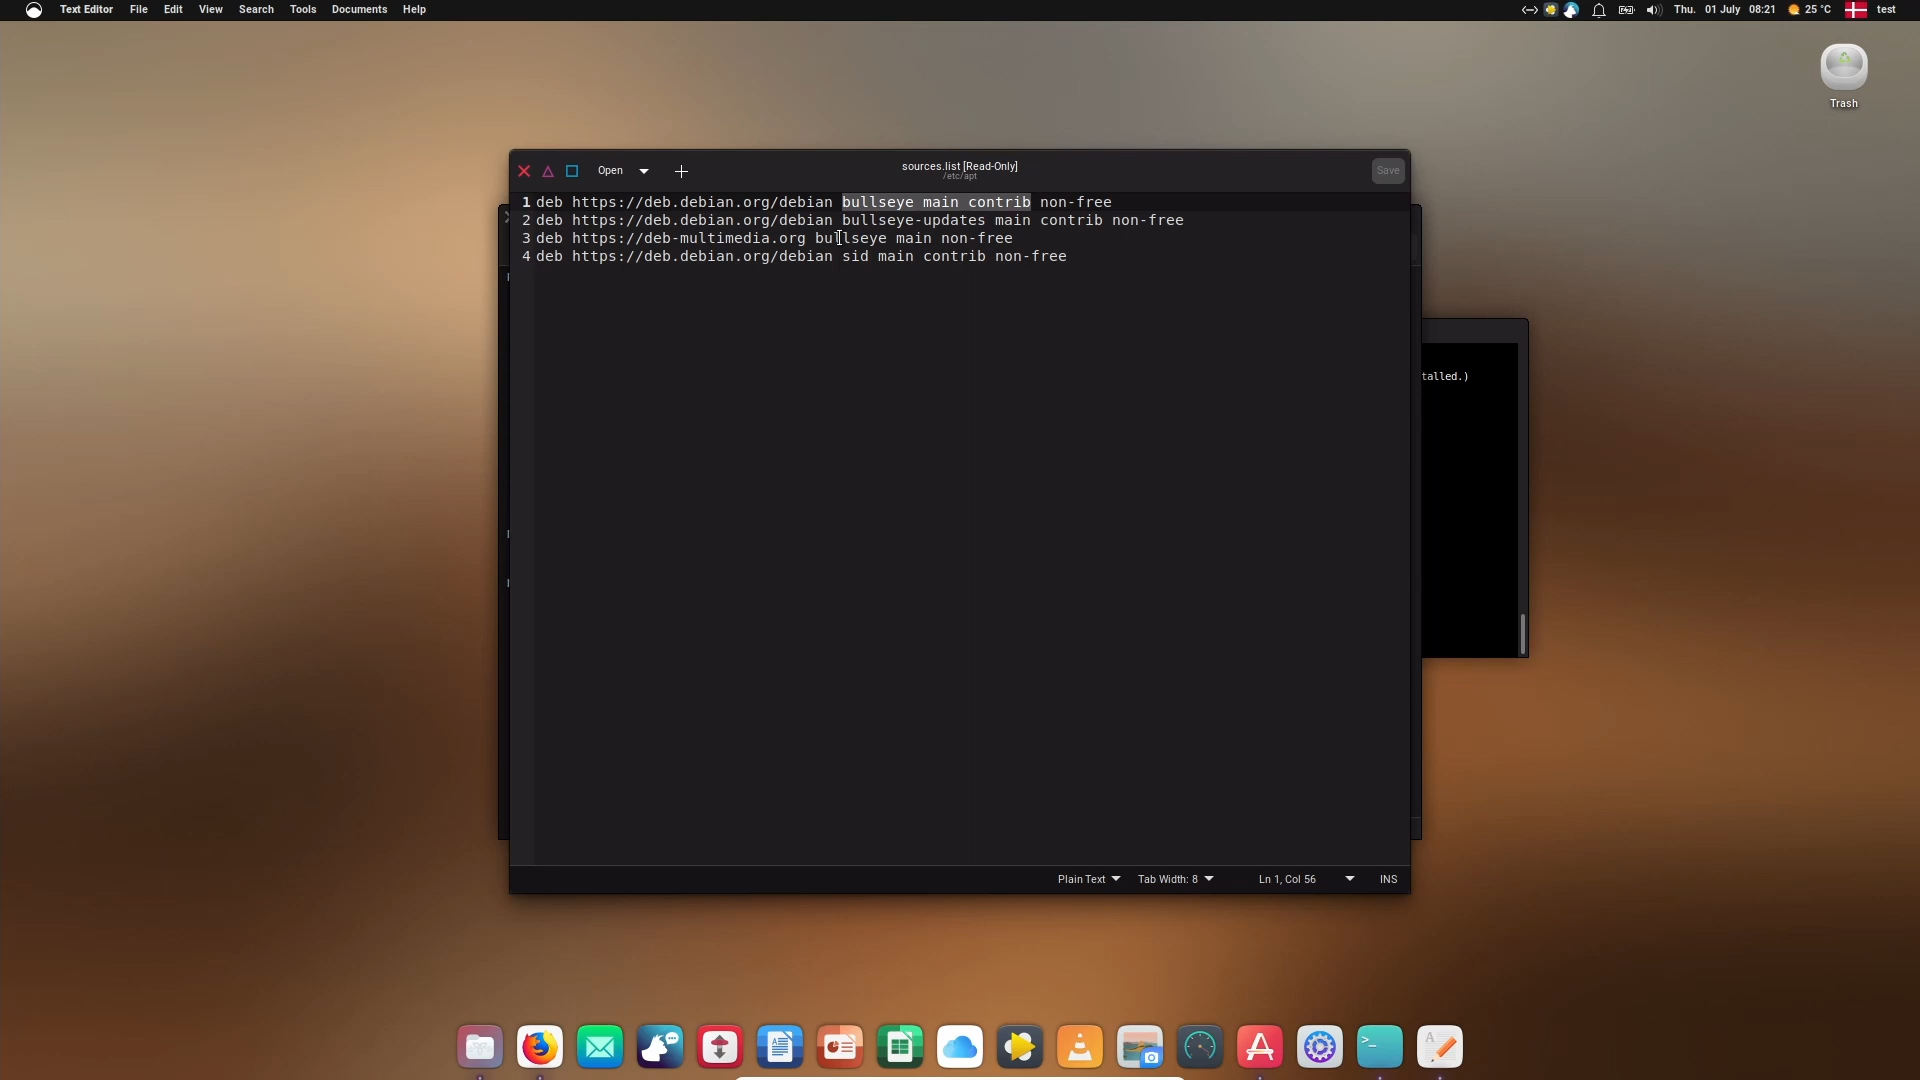 Text Editor File Edit View Search Tools Documents Help
Thu. 01 July 08:21 25 °C test
Trash
Open
sources.list [Read-Only]
/etc/apt
Save
1 deb https://deb.debian.org/debian bullseye main contrib non-free
2 deb https://deb.debian.org/debian bullseye-updates main contrib non-free
3 deb https://deb-multimedia.org bullseye main non-free
4 deb https://deb.debian.org/debian sid main contrib non-free
talled.)
Plain Text Tab Width: 8 Ln 1, Col 56 INS